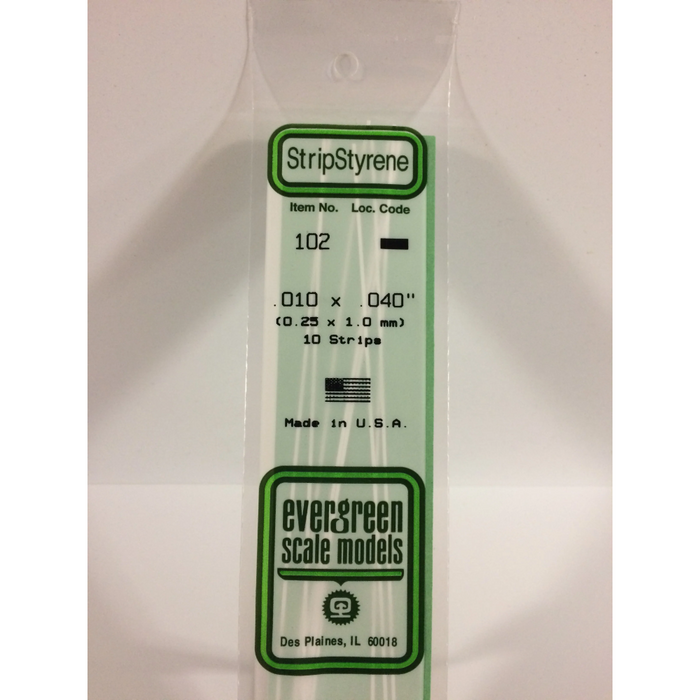 StripStyrene
Item No. Loc. Code
102
.010 x .040"
(0.25 x 1.0 mm)
10 Strips
Made in U.S.A.
evergreen
scale models
Des Plaines, IL 60018